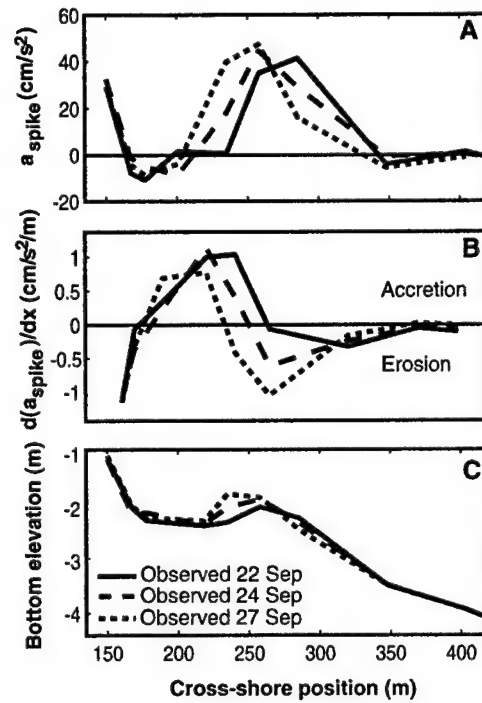 A
a spike (cm/s²)
60
40
20
0
-20
B
d(a spike)/dx (cm/s²/m)
1
0.5
0
-0.5
-1
Accretion
Erosion
C
Bottom elevation (m)
-1
-2
-3
-4
Observed 22 Sep
Observed 24 Sep
Observed 27 Sep
150 200 250 300 350 400
Cross-shore position (m)